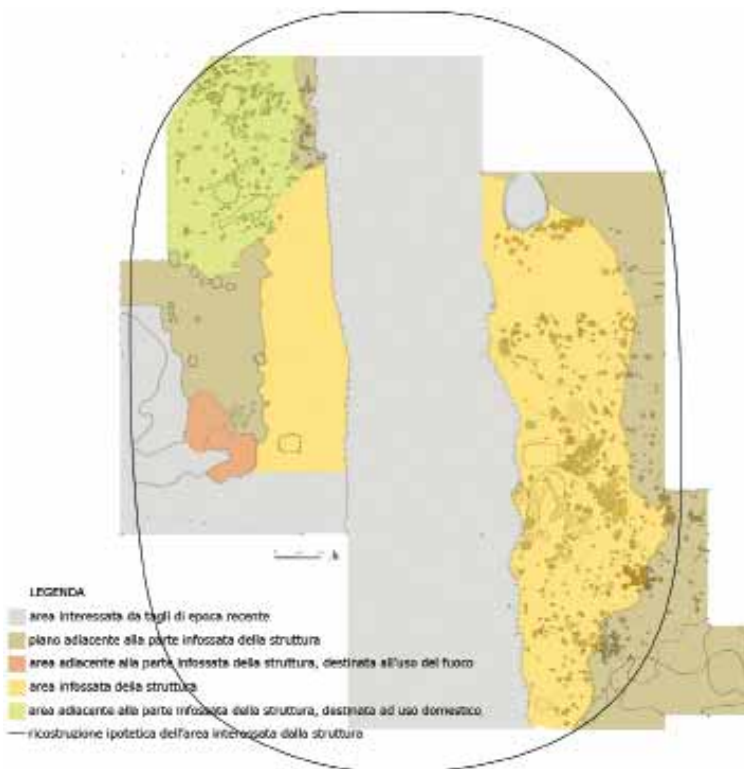 LEGENDA
area interessata da tagli di epoca recente
piano adiacente alla parte infossata della struttura
area adiacente alla parte infossata della struttura, destinata all'uso del fuoco
area infossata della struttura
area adiacente alla parte infossata della struttura, destinata ad uso domestico
ricostruzione ipotetica dell'area interessata dalla struttura